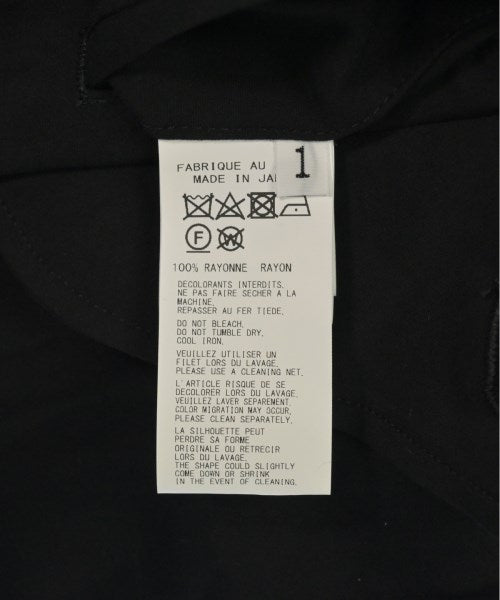 1
FABRIQUE AU
MADE IN JA
F W
100% RAYONNE RAYON
DECOLORANTS INTERDITS.
NE PAS FAIRE SECHER A LA
MACHINE.
REPASSER AU FER TIEDE.
DO NOT BLEACH.
DO NOT TUMBLE DRY.
COOL IRON.
VEUILLEZ UTILISER UN
FILET LORS DU LAVAGE.
PLEASE USE A CLEANING NET.
L'ARTICLE RISQUE DE SE
DECOLORER LORS DU LAVAGE.
VEUILLEZ LAVER SEPAREMENT.
COLOR MIGRATION MAY OCCUR,
PLEASE CLEAN SEPARATELY.
LA SILHOUETTE PEUT
PERDRE SA FORME
ORIGINALE OU RETRECIR
LORS DU LAVAGE.
THE SHAPE COULD SLIGHTLY
COME DOWN OR SHRINK
IN THE EVENT OF CLEANING.